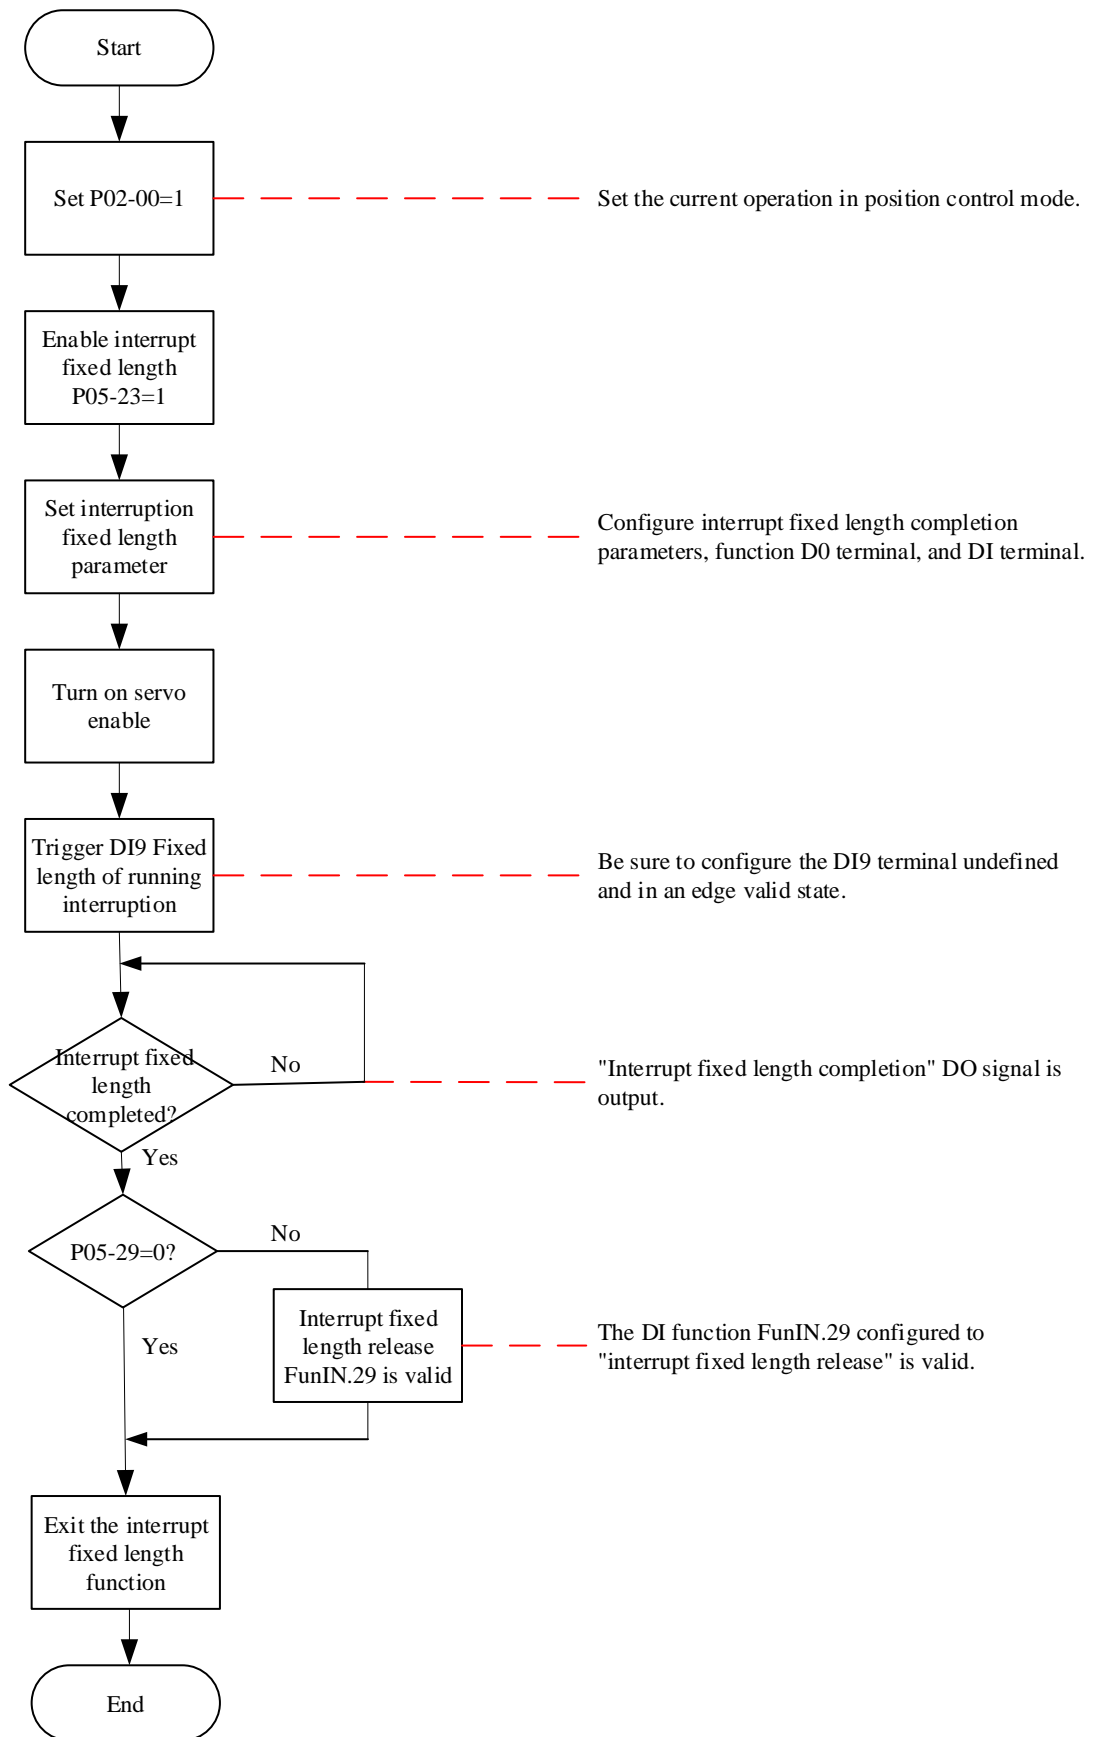 Start
Set P02-00=1
Set the current operation in position control mode.
Enable interrupt
fixed length
P05-23=1
Set interruption
fixed length
parameter
Configure interrupt fixed length completion
parameters, function D0 terminal, and DI terminal.
Turn on servo
enable
Trigger DI9 Fixed
length of running
interruption
Be sure to configure the DI9 terminal undefined
and in an edge valid state.
Interrupt fixed
length
completed?
No
"Interrupt fixed length completion" DO signal is
output.
Yes
P05-29=0?
No
Interrupt fixed
length release
FunIN.29 is valid
The DI function FunIN.29 configured to
"interrupt fixed length release" is valid.
Yes
Exit the interrupt
fixed length
function
End